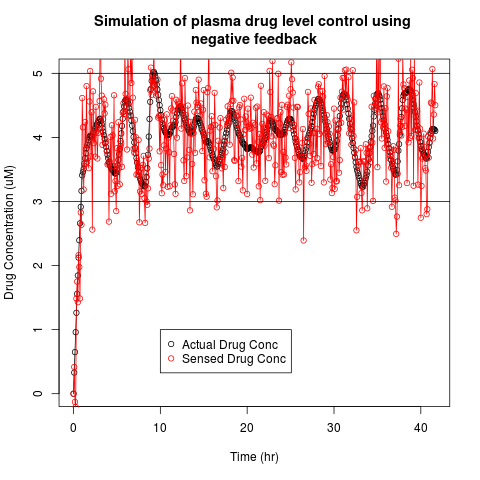 Simulation of plasma drug level control using
negative feedback
Drug Concentration (uM)
5
4
3
2
1
0
Actual Drug Conc
Sensed Drug Conc
0 10 20 30 40
Time (hr)